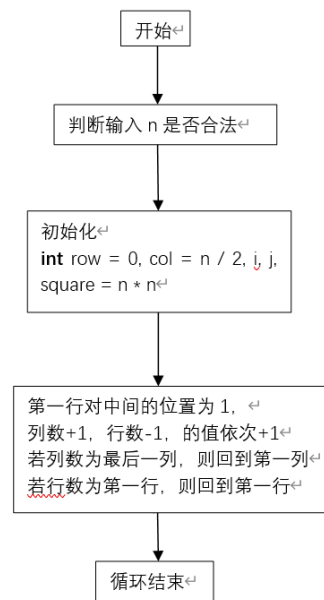 开始↵
判断输入 n 是否合法↵
初始化↵
int row = 0, col = n / 2, i, j,
square = n * n↵
第一行对中间的位置为 1，↵
列数+1，行数-1，的值依次+1↵
若列数为最后一列，则回到第一列↵
若行数为第一行，则回到第一行↵
循环结束↵